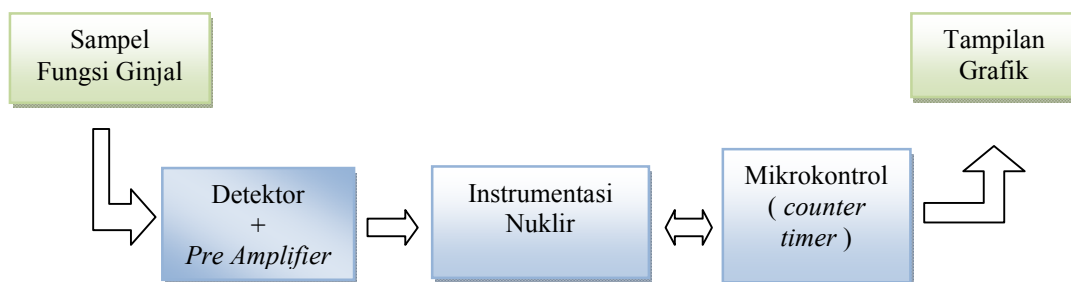 Sampel
Fungsi Ginjal
Tampilan
Grafik
Detektor
+
Pre Amplifier
Instrumentasi
Nuklir
Mikrokontrol
( counter
timer )